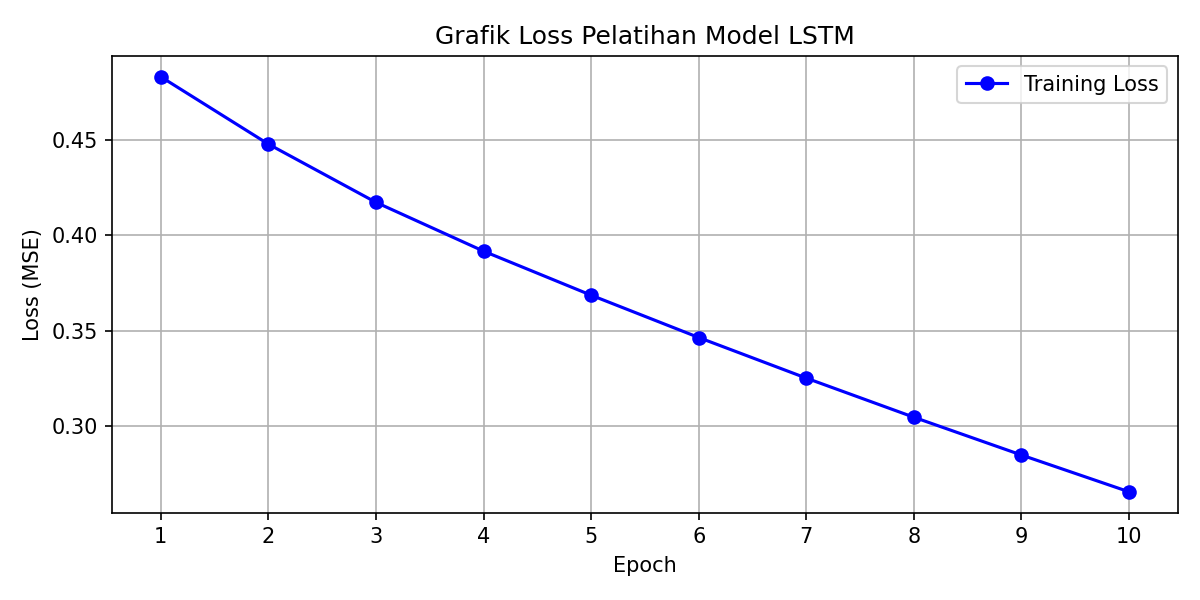 Grafik Loss Pelatihan Model LSTM
Training Loss
Loss (MSE)
0.45
0.40
0.35
0.30
1 2 3 4 5 6 7 8 9 10
Epoch